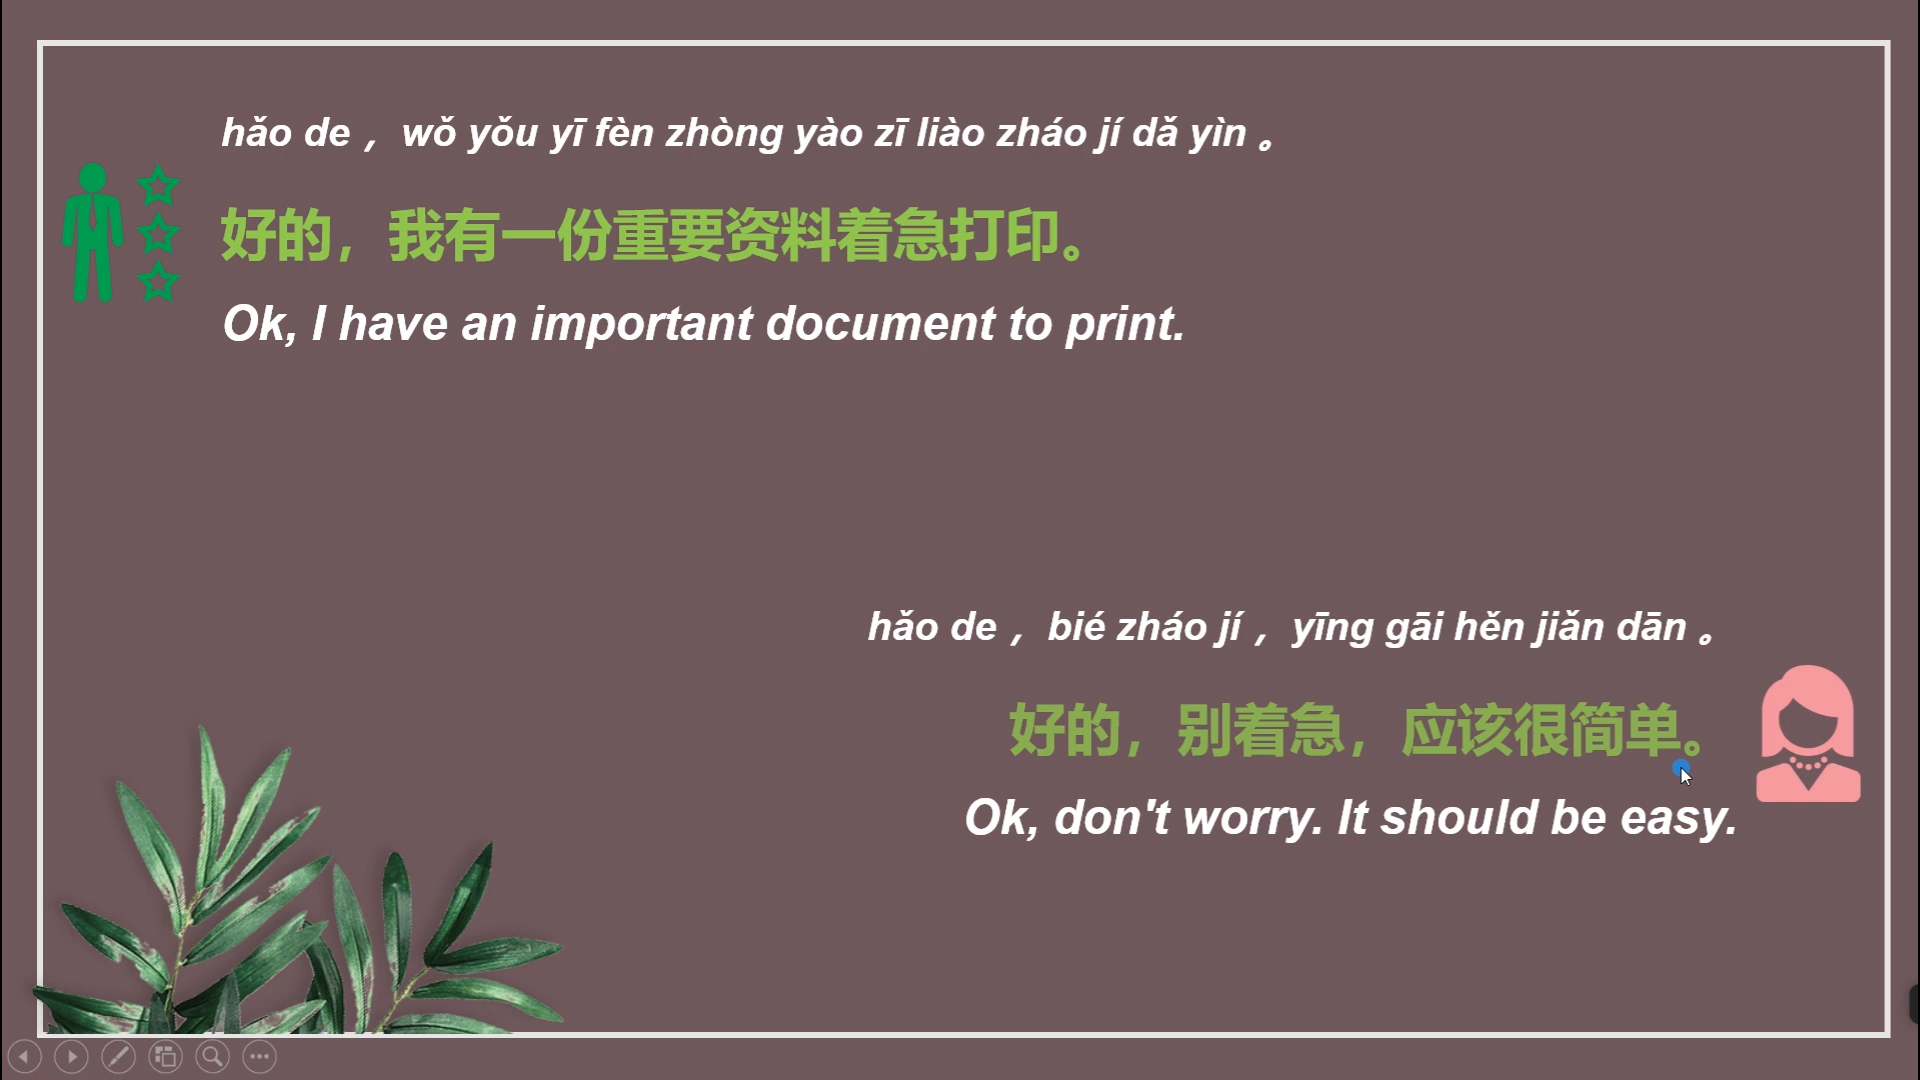 hǎo de ，wǒ yǒu yī fèn zhòng yào zī liào zháo jí dǎ yìn 。
好的，我有一份重要资料着急打印。
Ok, I have an important document to print.
hǎo de ，bié zháo jí ，yīng gāi hěn jiǎn dān 。
好的，别着急，应该很简单。
Ok, don't worry. It should be easy.